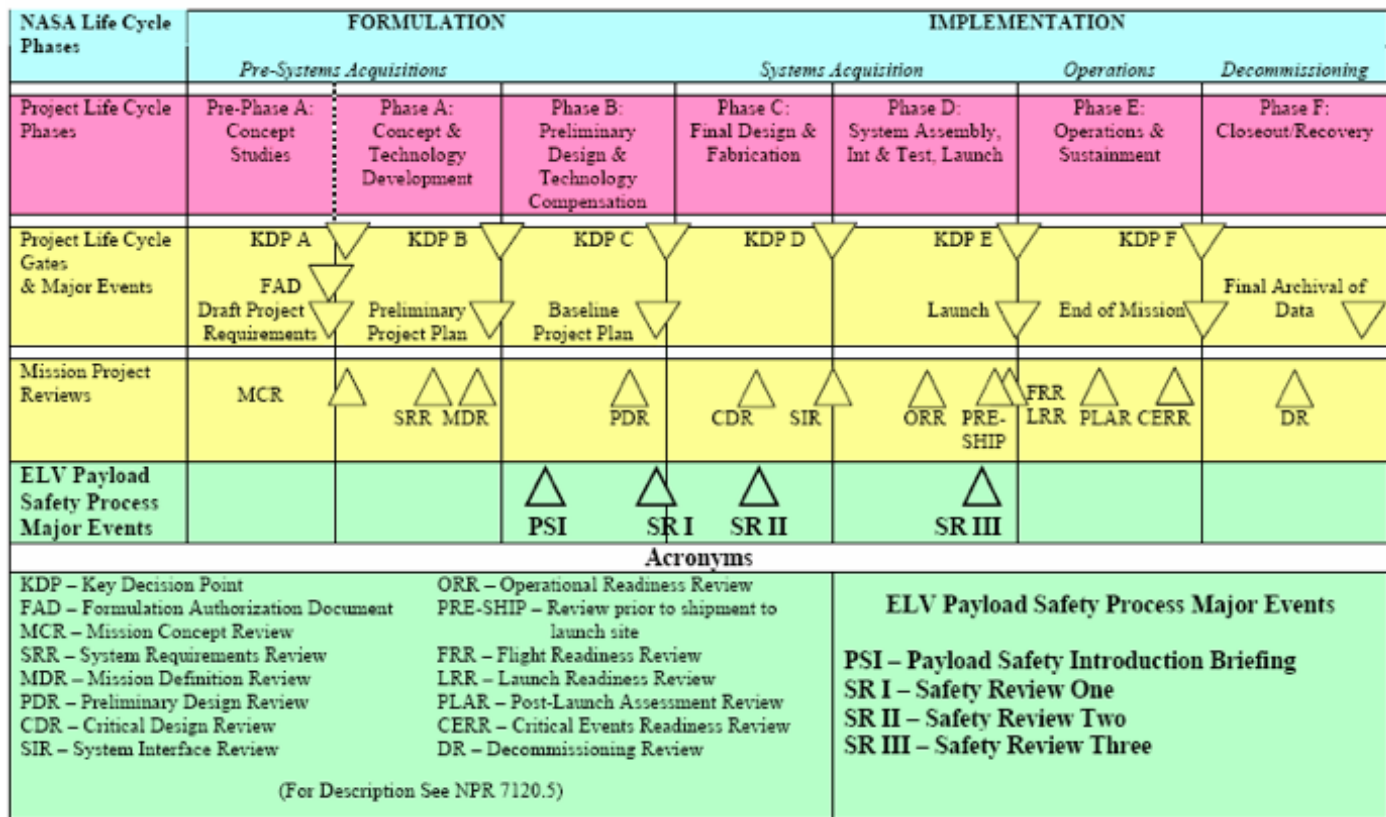 NASA Life Cycle
Phases
FORMULATION
IMPLEMENTATION
Pre-Systems Acquisitions
Systems Acquisition
Operations
Decommissioning
Project Life Cycle
Phases
Pre-Phase A:
Concept
Studies
Phase A:
Concept &
Technology
Development
Phase B:
Preliminary
Design &
Technology
Compensation
Phase C:
Final Design &
Fabrication
Phase D:
System Assembly,
Int & Test, Launch
Phase E:
Operations &
Sustainment
Phase F:
Closeout/Recovery
Project Life Cycle
Gates
& Major Events
KDP A
KDP B
KDP C
KDP D
KDP E
KDP F
FAD
Draft Project
Requirements
Preliminary
Project Plan
Baseline
Project Plan
Launch
End of Mission
Final Archival of
Data
Mission Project
Reviews
MCR
SRR
MDR
PDR
CDR
SIR
ORR
PRE-
SHIP
FRR
LRR
PLAR
CERR
DR
ELV Payload
Safety Process
Major Events
PSI
SR I
SR II
SR III
Acronyms
KDP – Key Decision Point
FAD – Formulation Authorization Document
MCR – Mission Concept Review
SRR – System Requirements Review
MDR – Mission Definition Review
PDR – Preliminary Design Review
CDR – Critical Design Review
SIR – System Interface Review
ORR – Operational Readiness Review
PRE-SHIP – Review prior to shipment to
launch site
FRR – Flight Readiness Review
LRR – Launch Readiness Review
PLAR – Post-Launch Assessment Review
CERR – Critical Events Readiness Review
DR – Decommissioning Review
(For Description See NPR 7120.5)
ELV Payload Safety Process Major Events
PSI – Payload Safety Introduction Briefing
SR I – Safety Review One
SR II – Safety Review Two
SR III – Safety Review Three